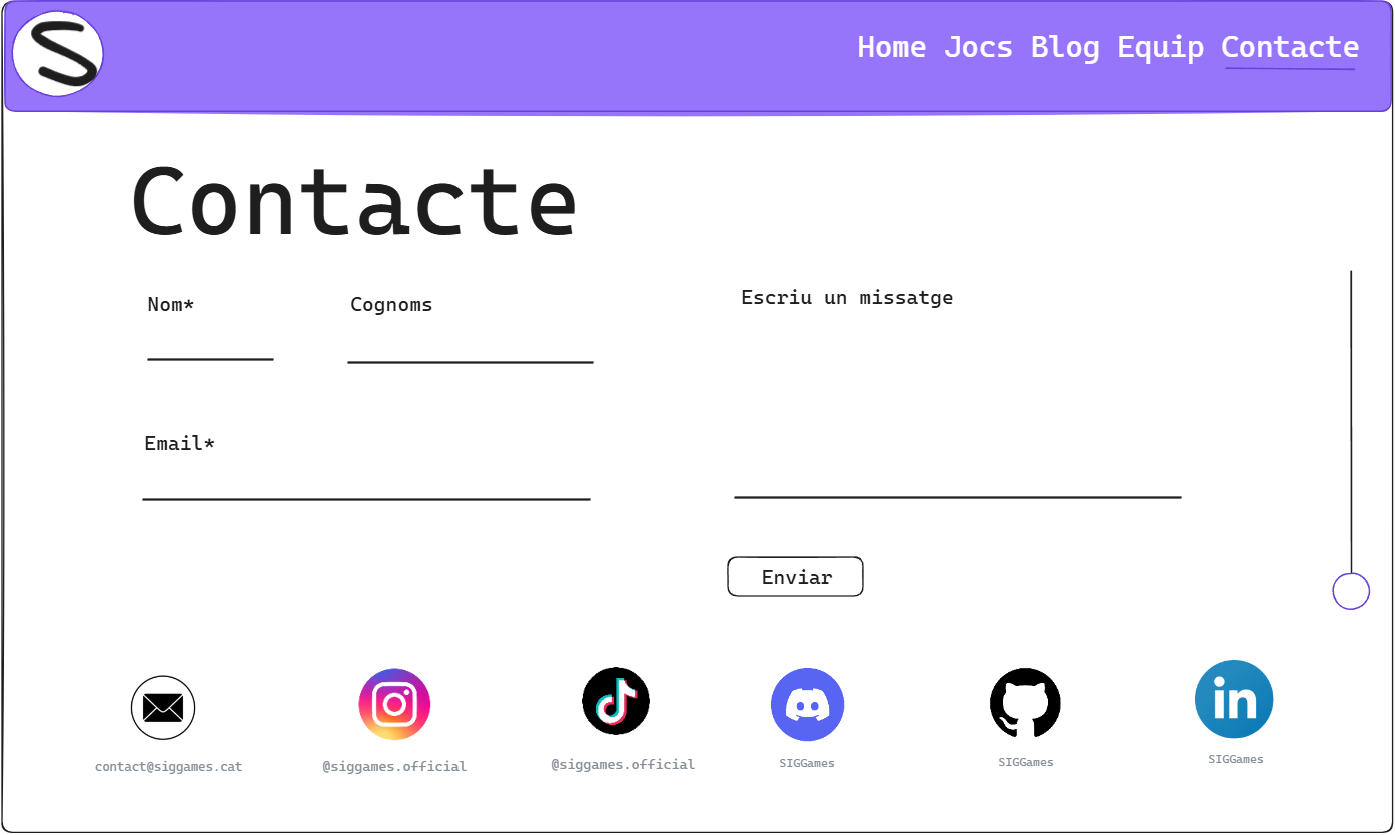 S
Home Jocs Blog Equip Contacte
Contacte
Nom*
Cognoms
Escriu un missatge
Email*
Enviar
in
contact@siggames.cat
@siggames.official
@siggames.official
SIGGames
SIGGames
SIGGames